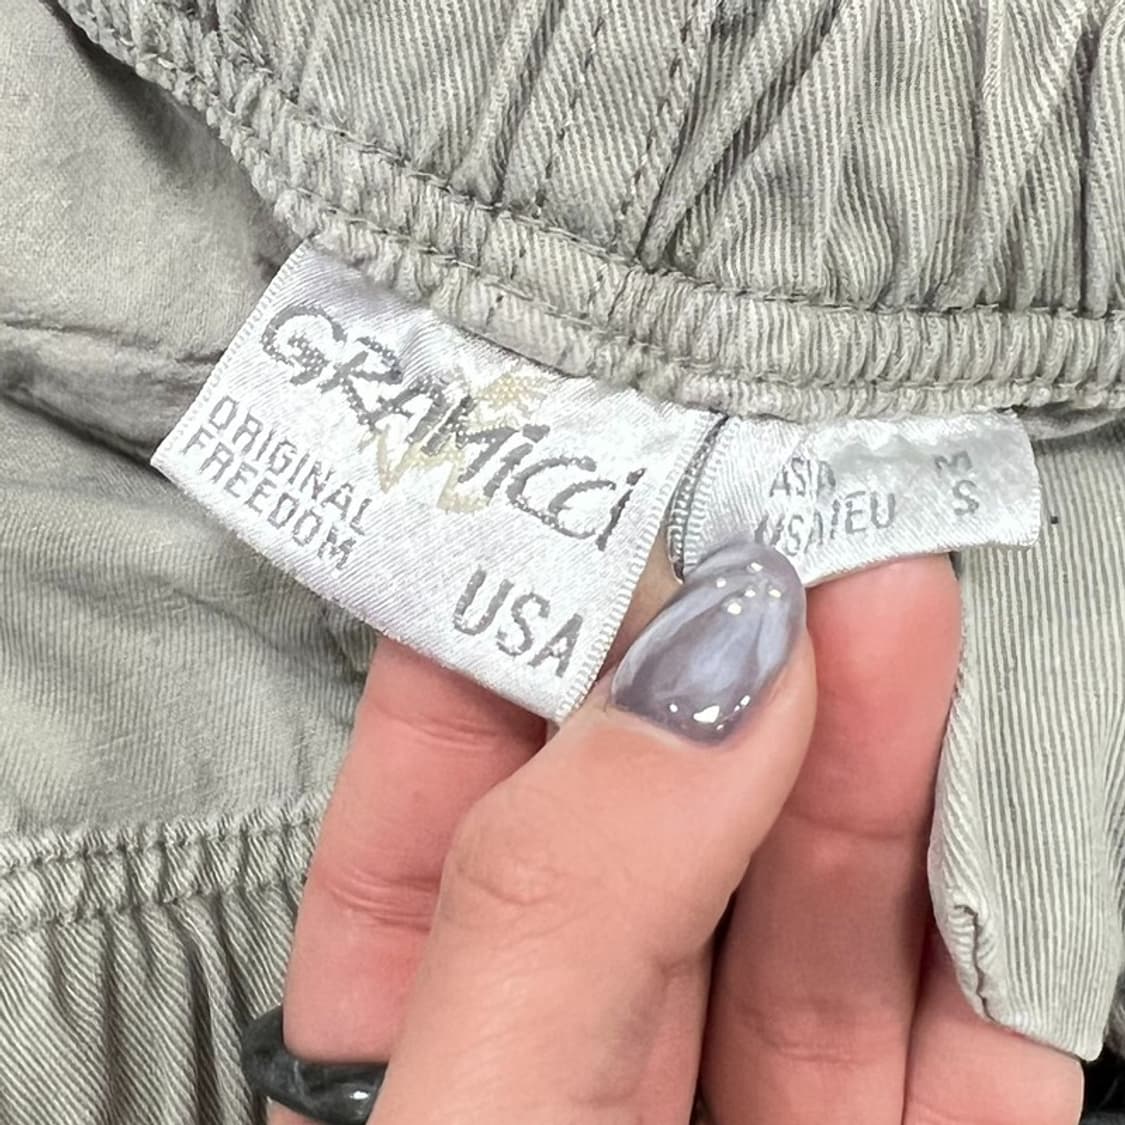 GRAMICCI
ORIGINAL
FREEDOM
USA
ASIA M
USA/EU S